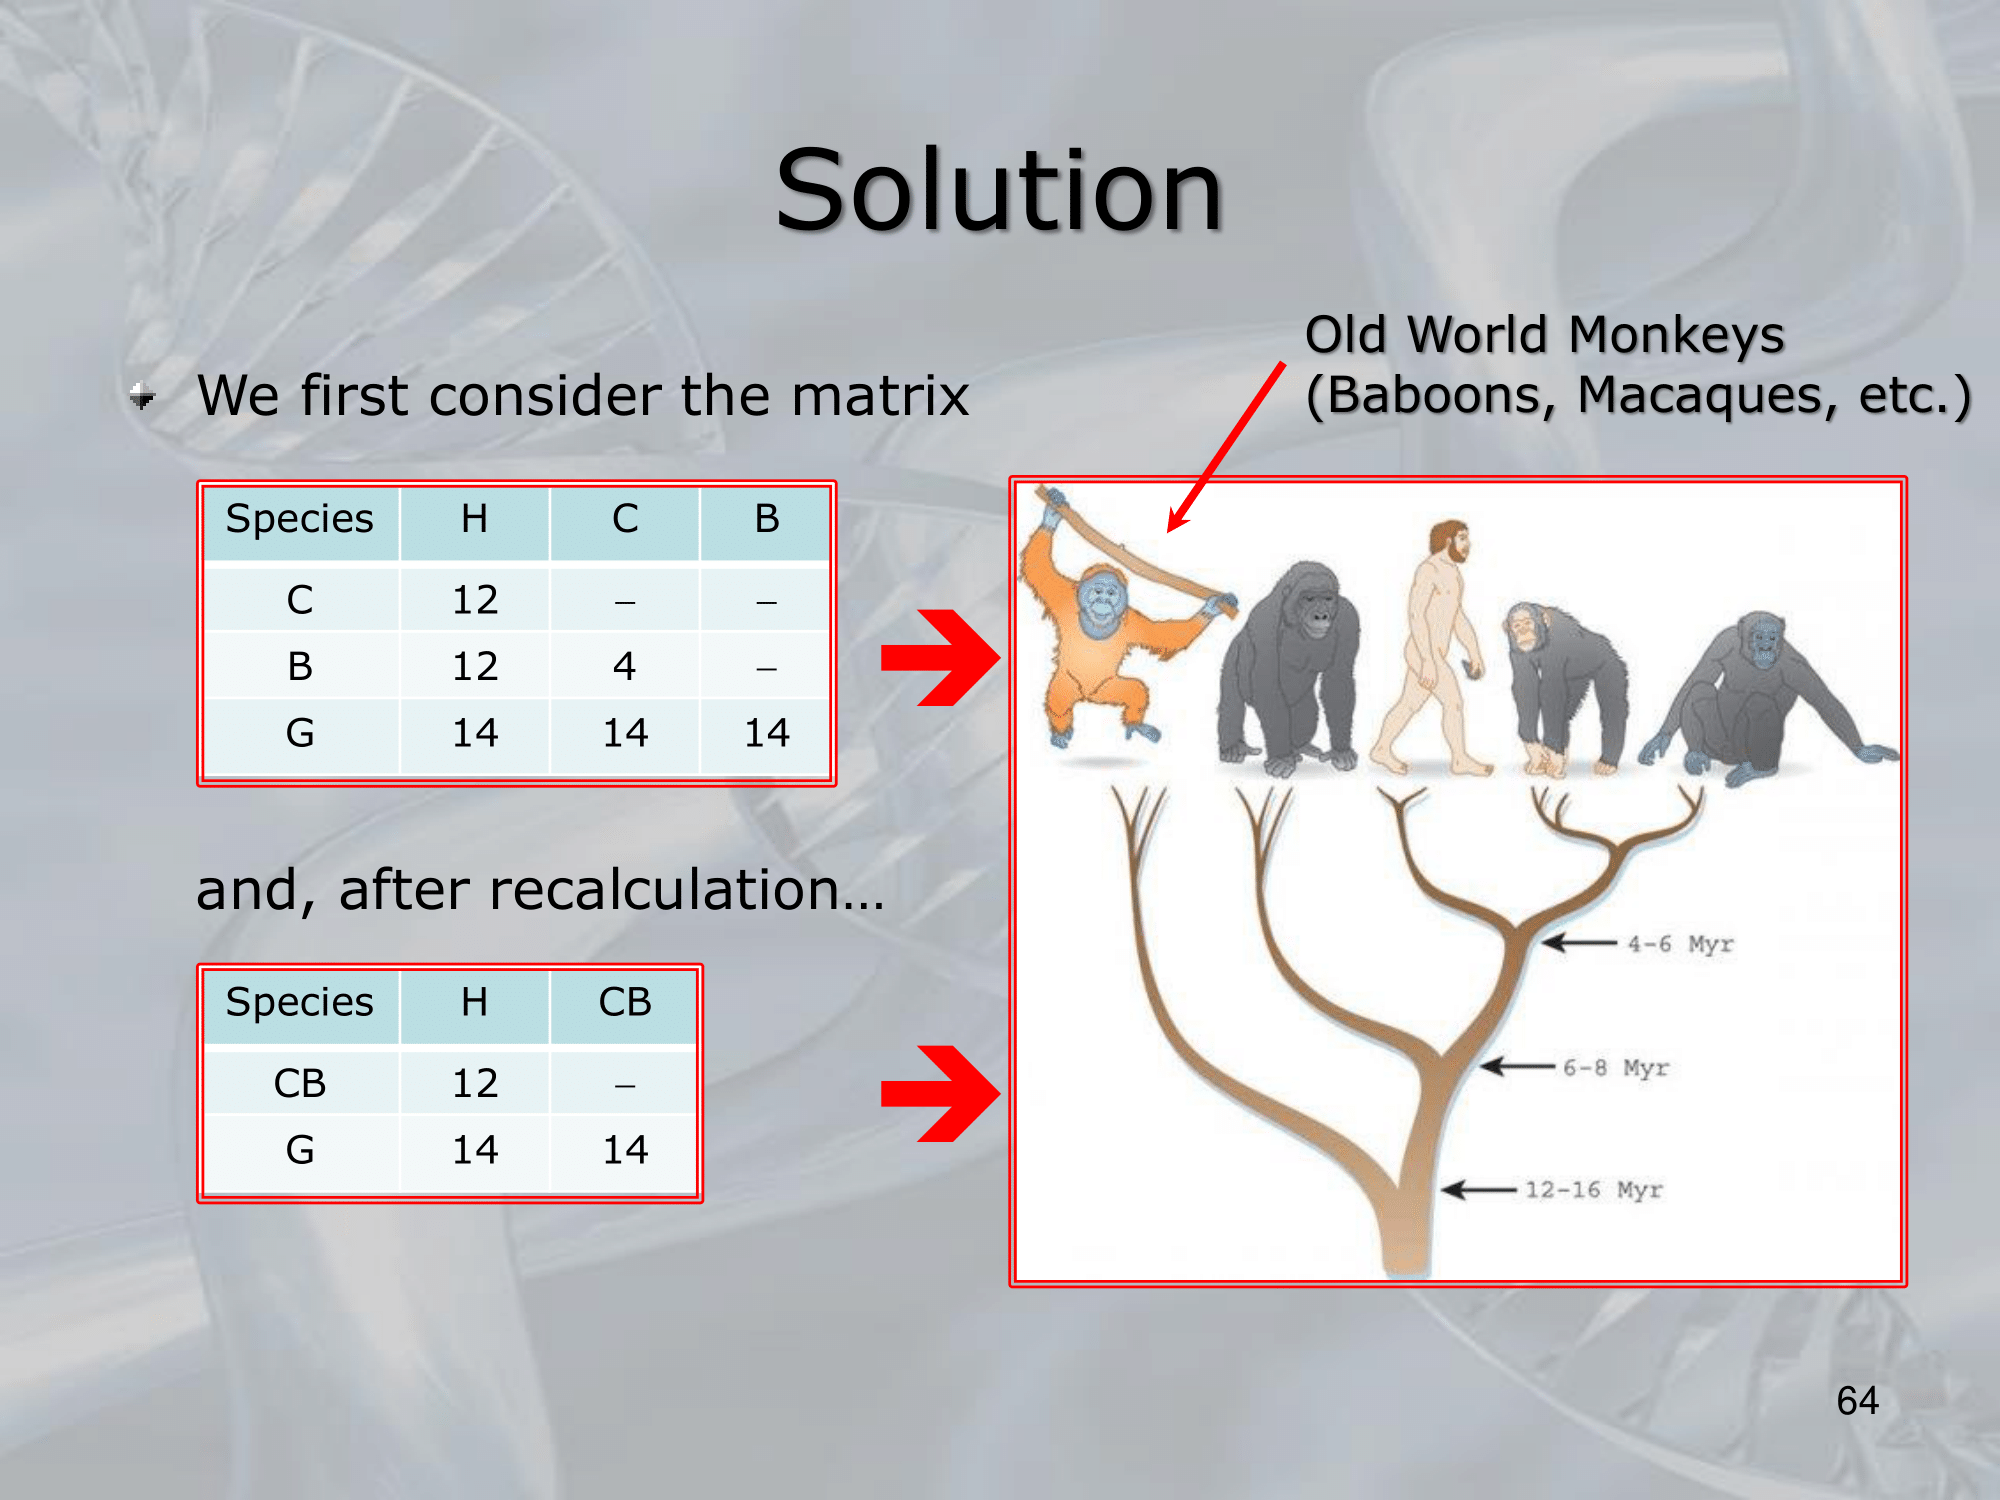 Solution
Old World Monkeys
(Baboons, Macaques, etc.)
We first consider the matrix
Species H C B
C 12 – –
B 12 4 –
G 14 14 14
and, after recalculation…
Species H CB
CB 12 –
G 14 14
4-6 Myr
6-8 Myr
12-16 Myr
64